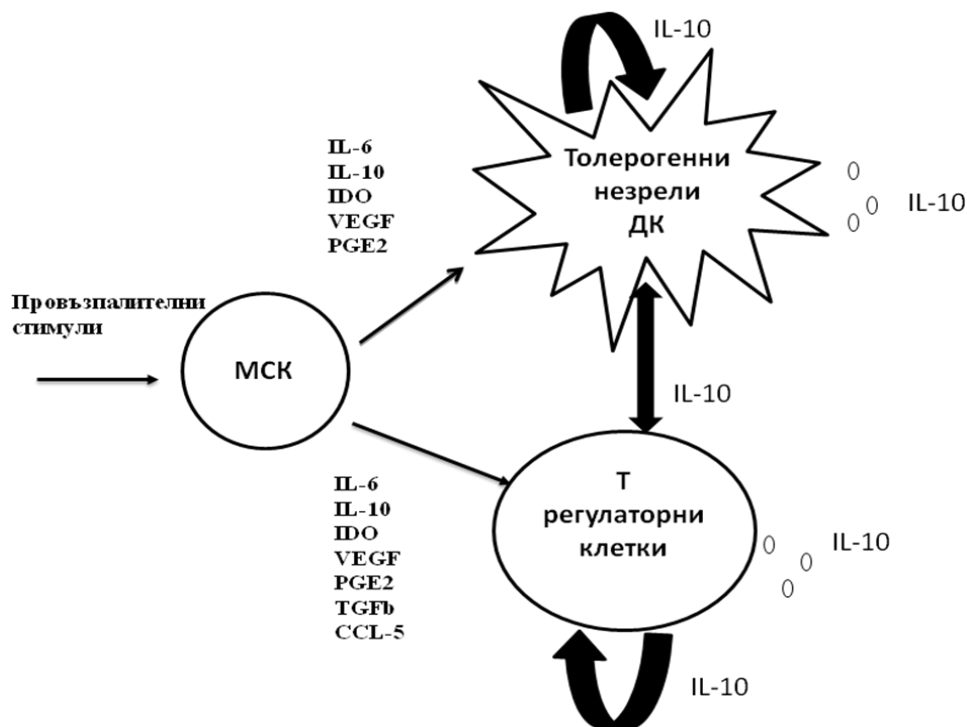 IL-10
IL-6
IL-10
IDO
VEGF
PGE2
Толерогенни
незрели
ДК
IL-10
Провъзпалителни
стимули
МСК
IL-10
IL-6
IL-10
IDO
VEGF
PGE2
TGFb
CCL-5
Т
регулаторни
клетки
IL-10
IL-10